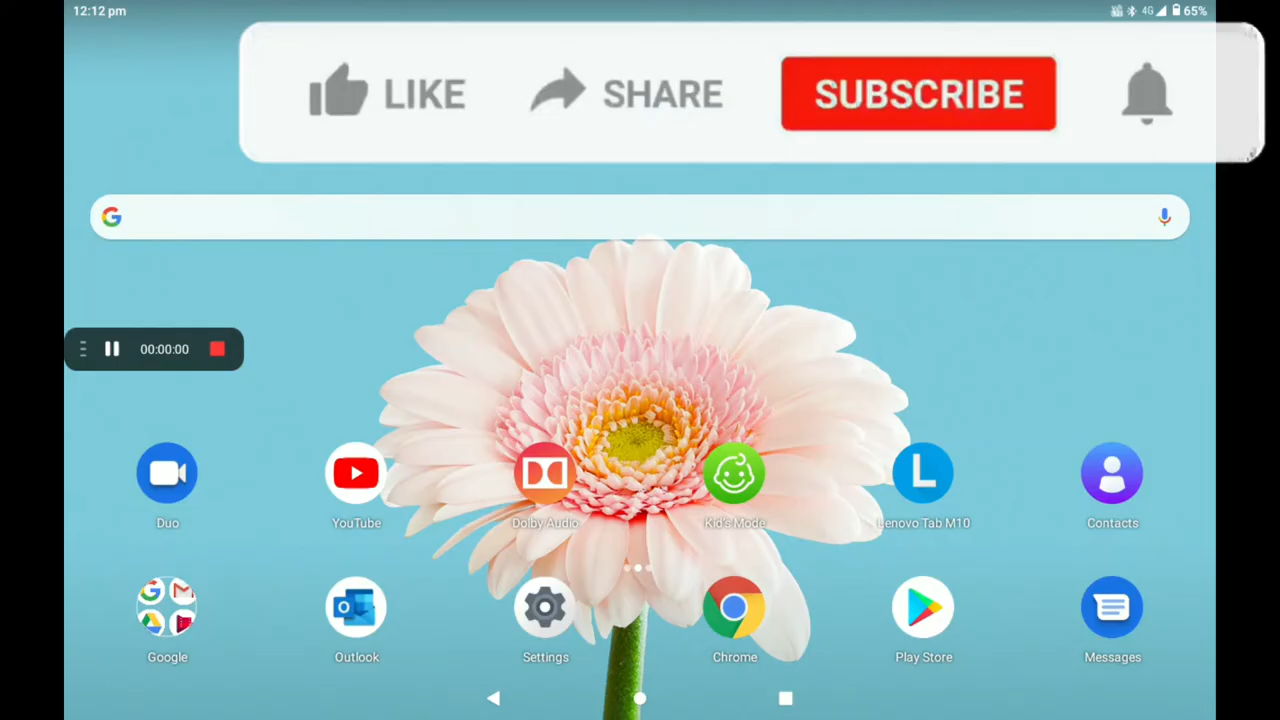 12:12 pm
4G 65%
LIKE SHARE SUBSCRIBE
00:00:00
Duo YouTube Dolby Audio Kid's Mode Lenovo Tab M10 Contacts
Google Outlook Settings Chrome Play Store Messages